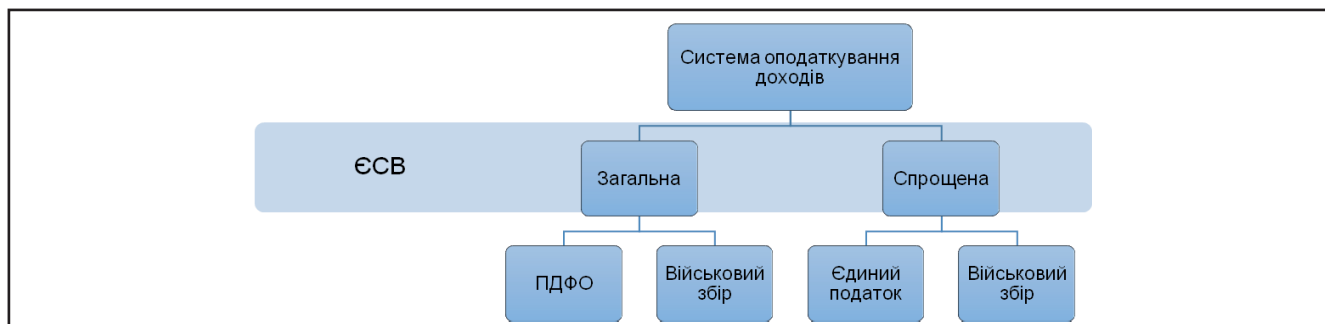 Система оподаткування
доходів
ЄСВ
Загальна
Спрощена
ПДФО
Військовий
збір
Єдиний
податок
Військовий
збір